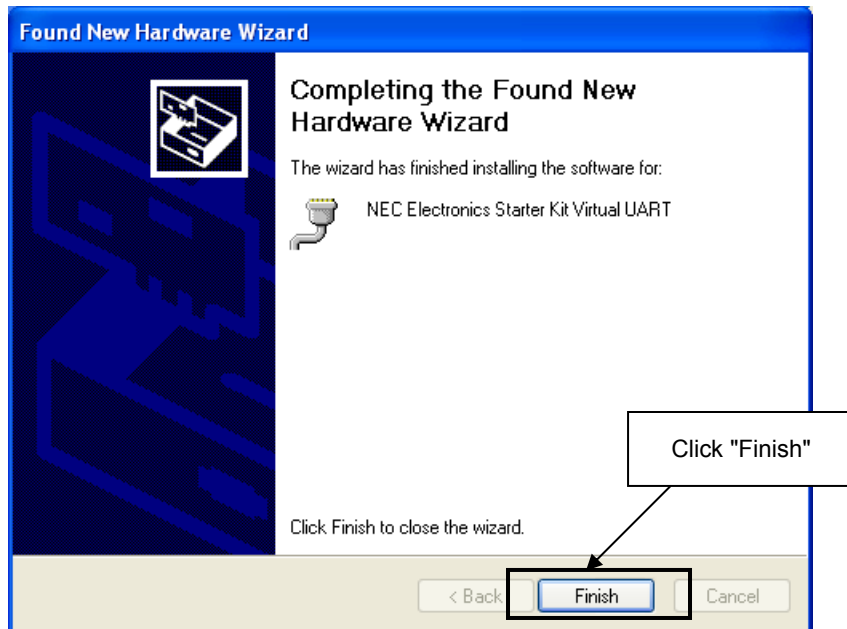 Found New Hardware Wizard
Completing the Found New
Hardware Wizard
The wizard has finished installing the software for:
NEC Electronics Starter Kit Virtual UART
Click "Finish"
Click Finish to close the wizard.
< Back
Finish
Cancel